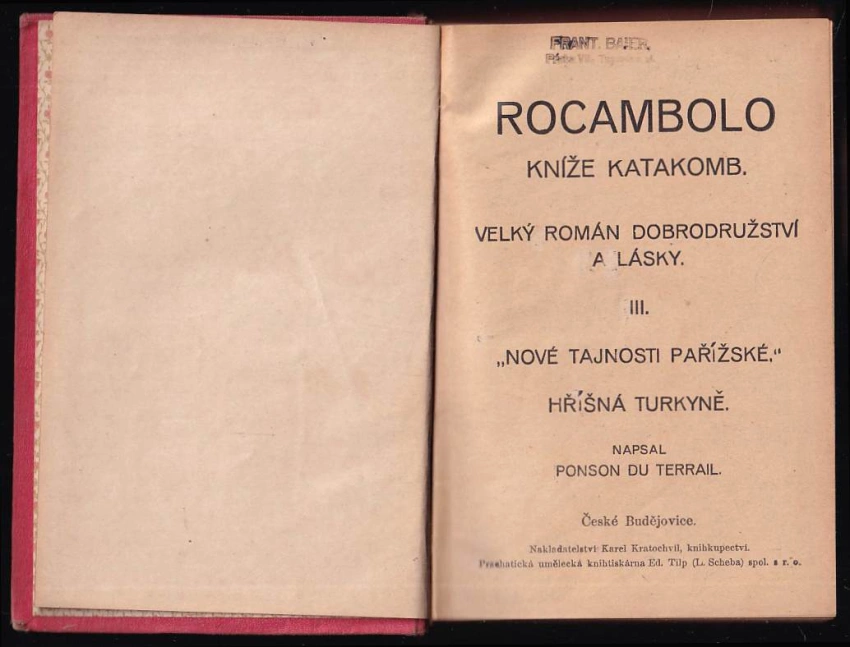 FRANT. BAIER,
ROCAMBOLO
KNÍŽE KATAKOMB.
VELKÝ ROMÁN DOBRODRUŽSTVÍ
A LÁSKY.
III.
„NOVÉ TAJNOSTI PAŘÍŽSKÉ.“
HŘÍŠNÁ TURKYNĚ.
NAPSAL
PONSON DU TERRAIL.
České Budějovice.
Nakladatelství Karel Kratochvíl, knihkupectví.
Prachatická umělecká knihtiskárna Ed. Tilp (L. Scheba) spol. s r. o.